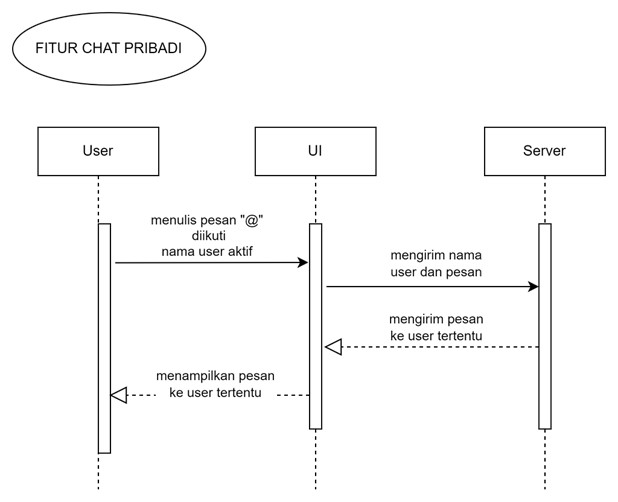 FITUR CHAT PRIBADI
User
UI
Server
menulis pesan "@"
diikuti
nama user aktif
mengirim nama
user dan pesan
mengirim pesan
ke user tertentu
menampilkan pesan
ke user tertentu